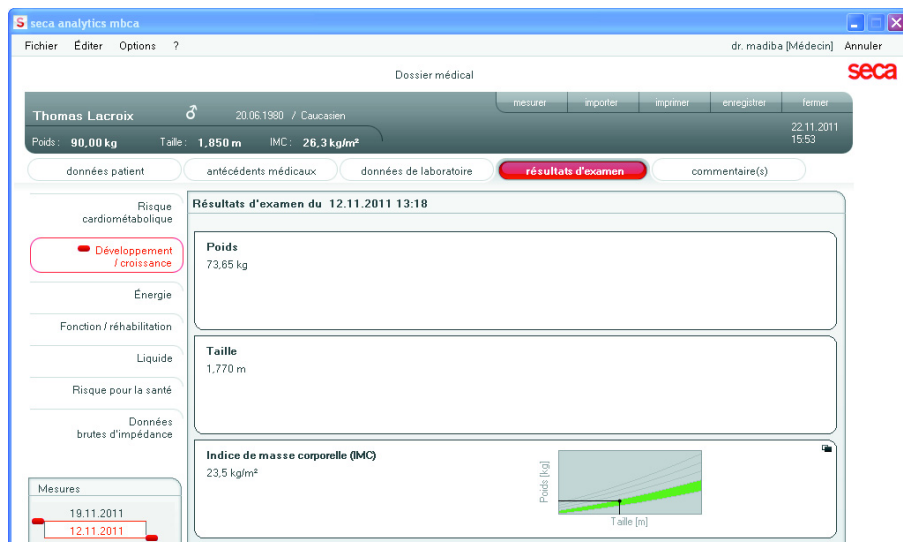 S seca analytics mbca
Fichier Éditer Options ? dr. madiba [Médecin] Annuler
Dossier médical
seca
mesurer importer imprimer enregistrer fermer
Thomas Lacroix 20.06.1980 / Caucasien
22.11.2011
15:53
Poids: 90,00 kg Taille: 1,850 m IMC: 26,3 kg/m²
données patient antécédents médicaux données de laboratoire résultats d'examen commentaire(s)
Risque
cardiométabolique
Développement
/ croissance
Énergie
Fonction / réhabilitation
Liquide
Risque pour la santé
Données
brutes d'impédance
Mesures
19.11.2011
12.11.2011
Résultats d'examen du 12.11.2011 13:18
Poids
73,65 kg
Taille
1,770 m
Indice de masse corporelle (IMC)
23,5 kg/m²
Poids [kg]
Taille [m]